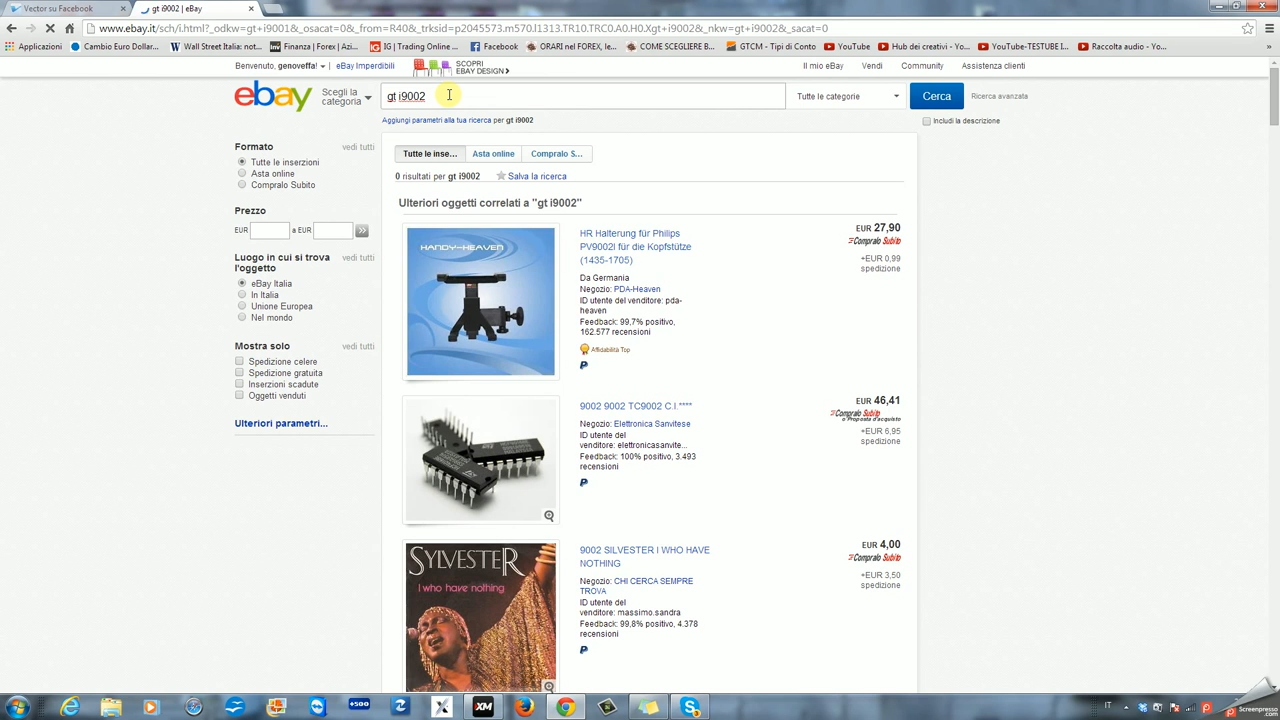 Vector su Facebook
gt i9002 | eBay
www.ebay.it/sch/i.html?_odkw=gt+i9001&_osacat=0&_from=R40&_trksid=p2045573.m570.l1313.TR10.TRC0.A0.H0.Xgt+i9002&_nkw=gt+i9002&_sacat=0
Applicazioni Cambio Euro Dollar... Wall Street Italia: not... Finanza | Forex | Azi... IG | Trading Online ... Facebook ORARI nel FOREX, le... COME SCEGLIERE B... GTCM - Tipi di Conto YouTube Hub dei creativi - Yo... YouTube-TESTUBE I... Raccolta audio - Yo...
Benvenuto, genoveffa! eBay Imperdibili SCOPRI EBAY DESIGN Il mio eBay Vendi Community Assistenza clienti
ebay
Scegli la categoria
gt i9002
Tutte le categorie
Cerca
Ricerca avanzata
Aggiungi parametri alla tua ricerca per gt i9002
Includi la descrizione
Formato vedi tutti
Tutte le inserzioni
Asta online
Compralo Subito
Prezzo
EUR a EUR
Luogo in cui si trova l'oggetto vedi tutti
eBay Italia
In Italia
Unione Europea
Nel mondo
Mostra solo vedi tutti
Spedizione celere
Spedizione gratuita
Inserzioni scadute
Oggetti venduti
Ulteriori parametri...
Tutte le inse... Asta online Compralo S...
0 risultati per gt i9002 Salva la ricerca
Ulteriori oggetti correlati a "gt i9002"
HANDY-HEAVEN
HR Halterung für Philips
PV9002I für die Kopfstütze
(1435-1705)
Da Germania
Negozio: PDA-Heaven
ID utente del venditore: pda-
heaven
Feedback: 99,7% positivo,
162.577 recensioni
Affidabilità Top
EUR 27,90
Compralo Subito
+EUR 0,99
spedizione
9002 9002 TC9002 C.I.****
Negozio: Elettronica Sanvitese
ID utente del
venditore: elettronicasanvite...
Feedback: 100% positivo, 3.493
recensioni
EUR 46,41
Compralo Subito
o Proposta d'acquisto
+EUR 6,95
spedizione
SYLVESTER
I who have nothing
9002 SILVESTER I WHO HAVE
NOTHING
Negozio: CHI CERCA SEMPRE
TROVA
ID utente del
venditore: massimo.sandra
Feedback: 99,8% positivo, 4.378
recensioni
EUR 4,00
Compralo Subito
+EUR 3,50
spedizione
+500
XM
IT
Screenpresso
.com